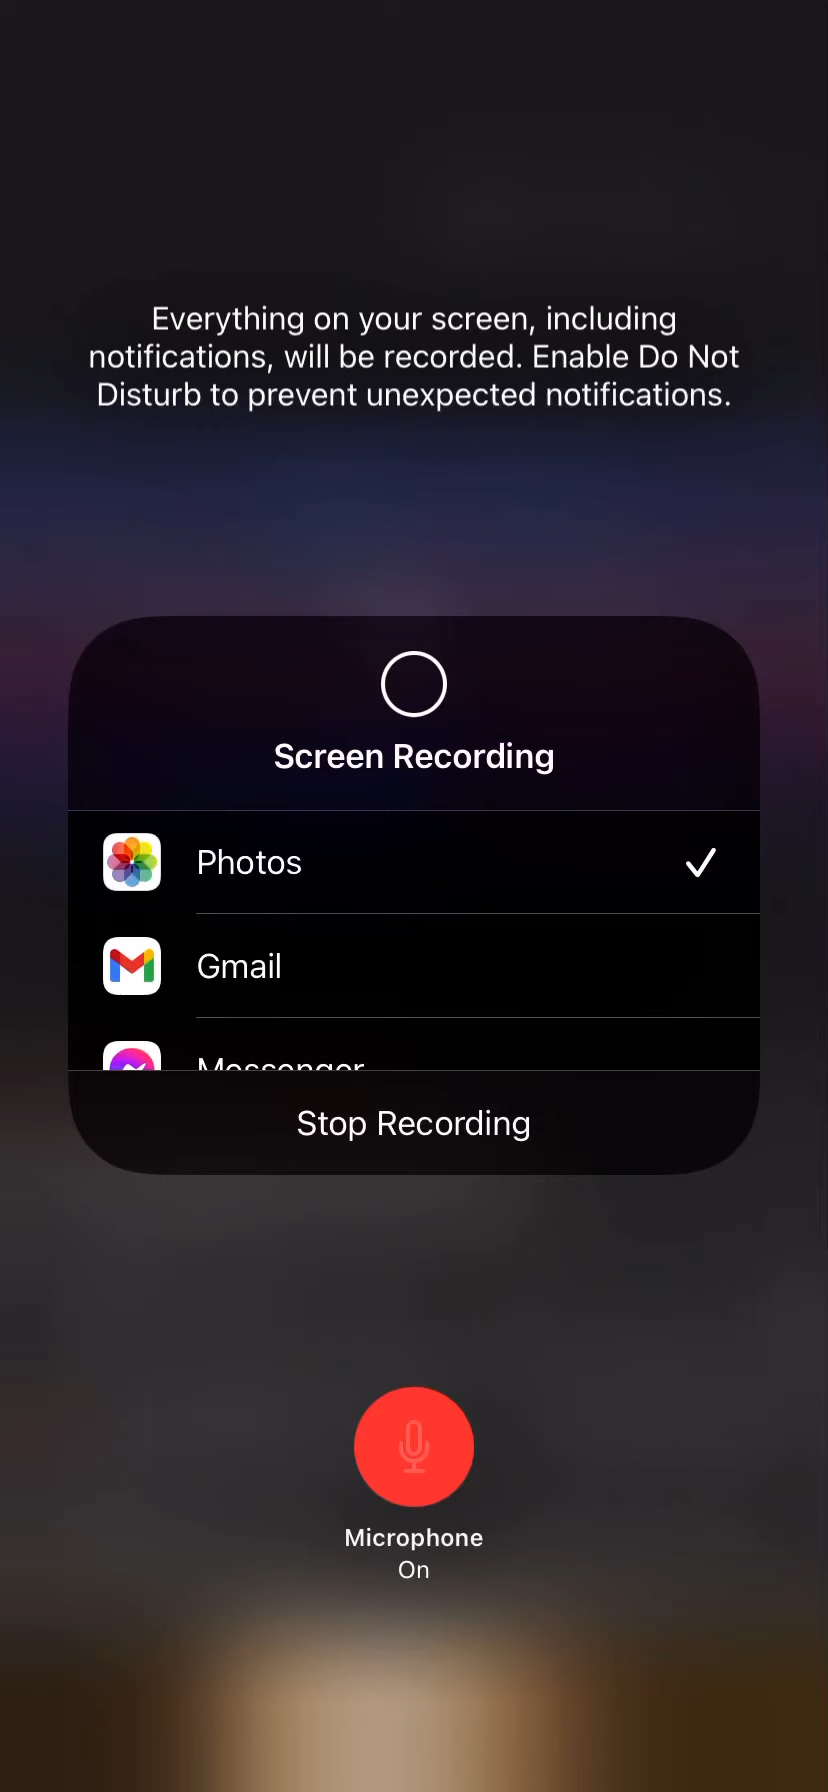 Everything on your screen, including
notifications, will be recorded. Enable Do Not
Disturb to prevent unexpected notifications.
Screen Recording
Photos
Gmail
Messenger
Stop Recording
Microphone
On